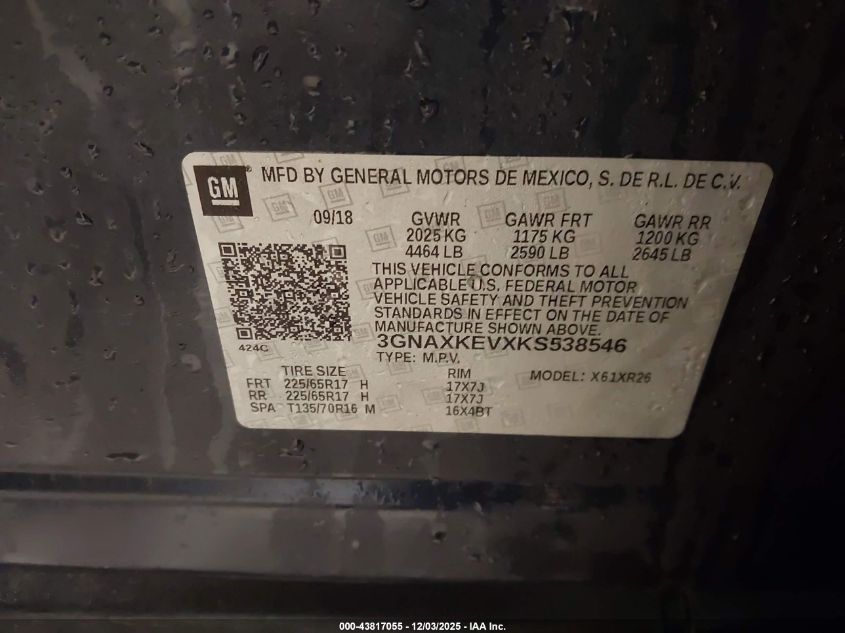 GM MFD BY GENERAL MOTORS DE MEXICO, S. DE R.L. DE C.V.
09/18 GVWR GAWR FRT GAWR RR
2025 KG 1175 KG 1200 KG
4464 LB 2590 LB 2645 LB
THIS VEHICLE CONFORMS TO ALL
APPLICABLE U.S. FEDERAL MOTOR
VEHICLE SAFETY AND THEFT PREVENTION
STANDARDS IN EFFECT ON THE DATE OF
MANUFACTURE SHOWN ABOVE.
424C 3GNAXKEVXKS538546
TYPE: M.P.V.
TIRE SIZE RIM MODEL: X61XR26
FRT 225/65R17 H 17X7J
RR 225/65R17 H 17X7J
SPA T135/70R16 M 16X4BT
000-43817055 - 12/03/2025 - IAA Inc.